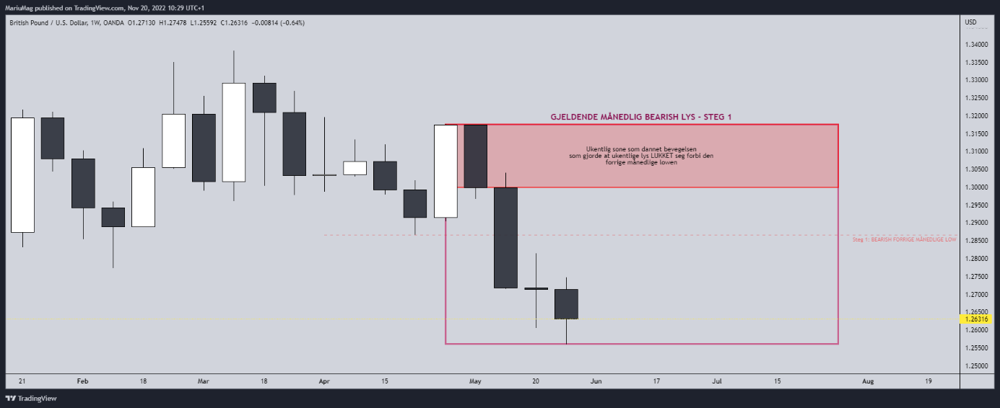 MariuMag published on TradingView.com, Nov 20, 2022 10:29 UTC+1
British Pound / U.S. Dollar, 1W, OANDA O1.27130 H1.27478 L1.25592 C1.26316 −0.00814 (−0.64%)
USD
1.34000
1.33500
1.33000
1.32500
1.32000
1.31500
1.31000
1.30500
1.30000
1.29500
1.29000
1.28500
1.28000
1.27500
1.27000
1.26500
1.26316
1.26000
1.25500
1.25000
GJELDENDE MÅNEDLIG BEARISH LYS - STEG 1
Ukentlig sone som dannet bevegelsen
som gjorde at ukentlige lys LUKKET seg forbi den
forrige månedlige lowen
Steg 1: BEARISH FORRIGE MÅNEDLIGE LOW
21 Feb 18 Mar 18 Apr 15 May 20 Jun 17 Jul 15 Aug 19
TradingView